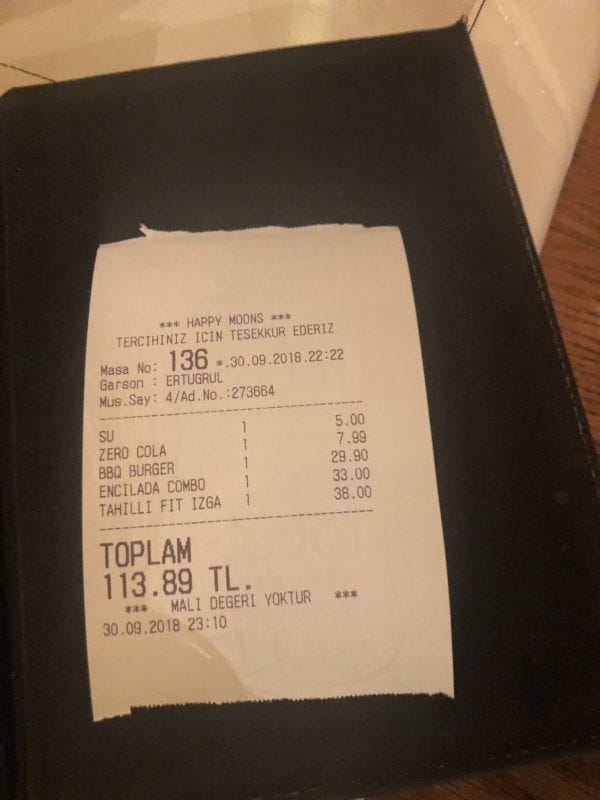 *** HAPPY MOONS ***
TERCIHINIZ ICIN TESEKKUR EDERIZ
Masa No: 136 *.30.09.2018.22:22
Garson : ERTUGRUL
Mus.Say: 4/Ad.No.:273664
SU 1 5.00
ZERO COLA 1 7.99
BBQ BURGER 1 29.90
ENCILADA COMBO 1 33.00
TAHILLI FIT IZGA 1 38.00
TOPLAM
113.89 TL.
*** MALI DEGERI YOKTUR ***
30.09.2018 23:10